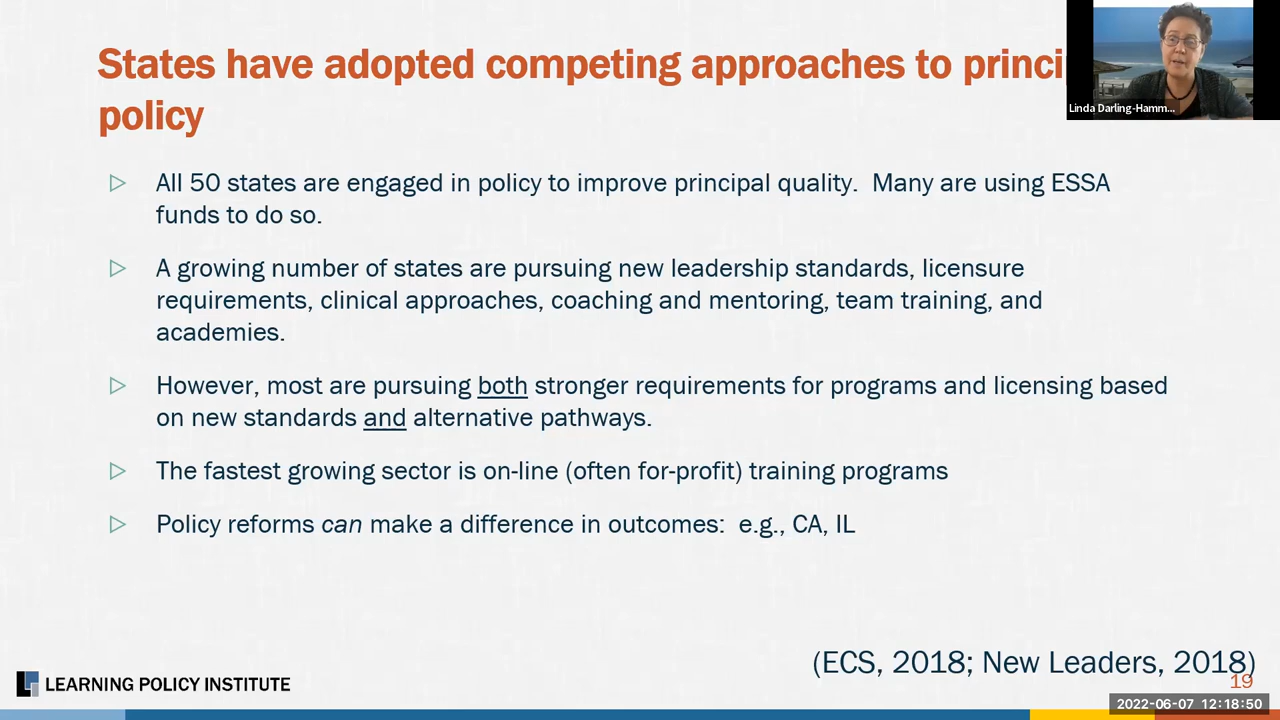 States have adopted competing approaches to princi
policy
Linda Darling-Hamm...
▷ All 50 states are engaged in policy to improve principal quality.  Many are using ESSA
funds to do so.
▷ A growing number of states are pursuing new leadership standards, licensure
requirements, clinical approaches, coaching and mentoring, team training, and
academies.
▷ However, most are pursuing both stronger requirements for programs and licensing based
on new standards and alternative pathways.
▷ The fastest growing sector is on-line (often for-profit) training programs
▷ Policy reforms can make a difference in outcomes:  e.g., CA, IL
(ECS, 2018; New Leaders, 2018)
19
LEARNING POLICY INSTITUTE
2022-06-07 12:18:50